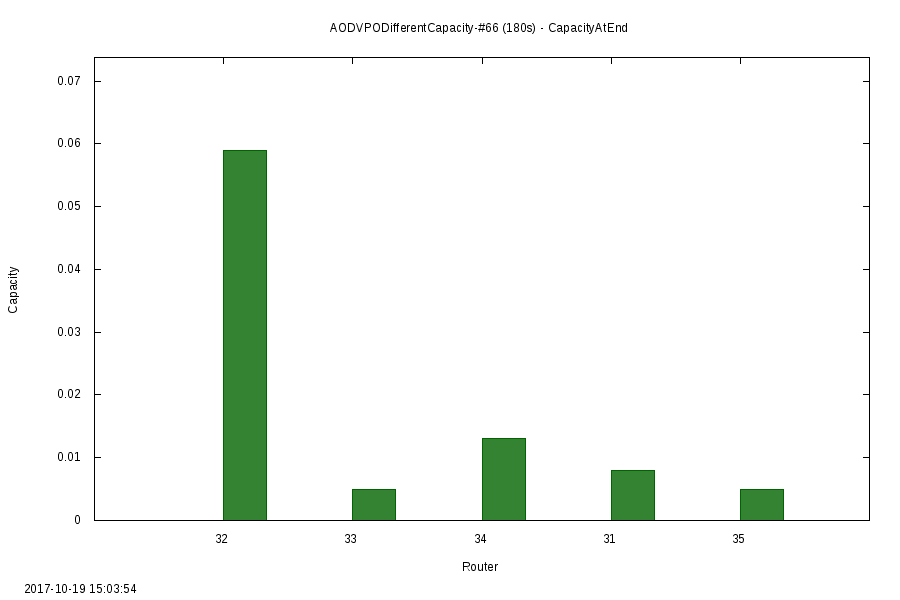 AODVPODifferentCapacity-#66 (180s) - CapacityAtEnd
0.07
0.06
0.05
0.04
0.03
0.02
0.01
0
Capacity
32 33 34 31 35
Router
2017-10-19 15:03:54